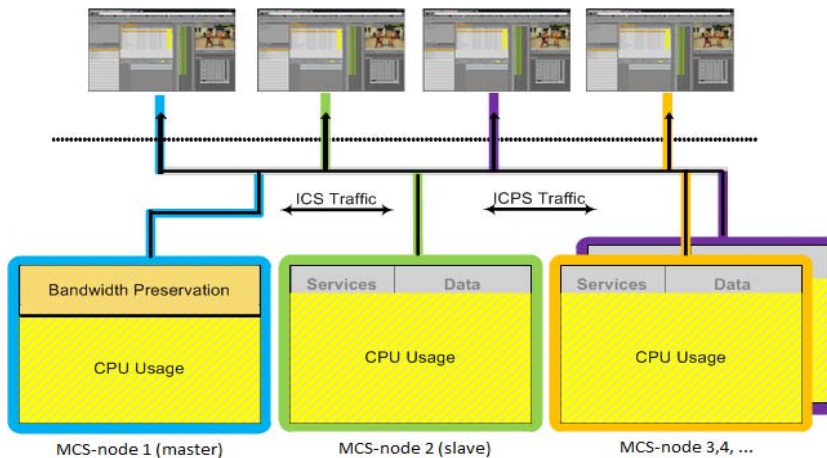 ICS Traffic
ICPS Traffic
Bandwidth Preservation
CPU Usage
Services
Data
CPU Usage
Services
Data
CPU Usage
MCS-node 1 (master)
MCS-node 2 (slave)
MCS-node 3,4, ...